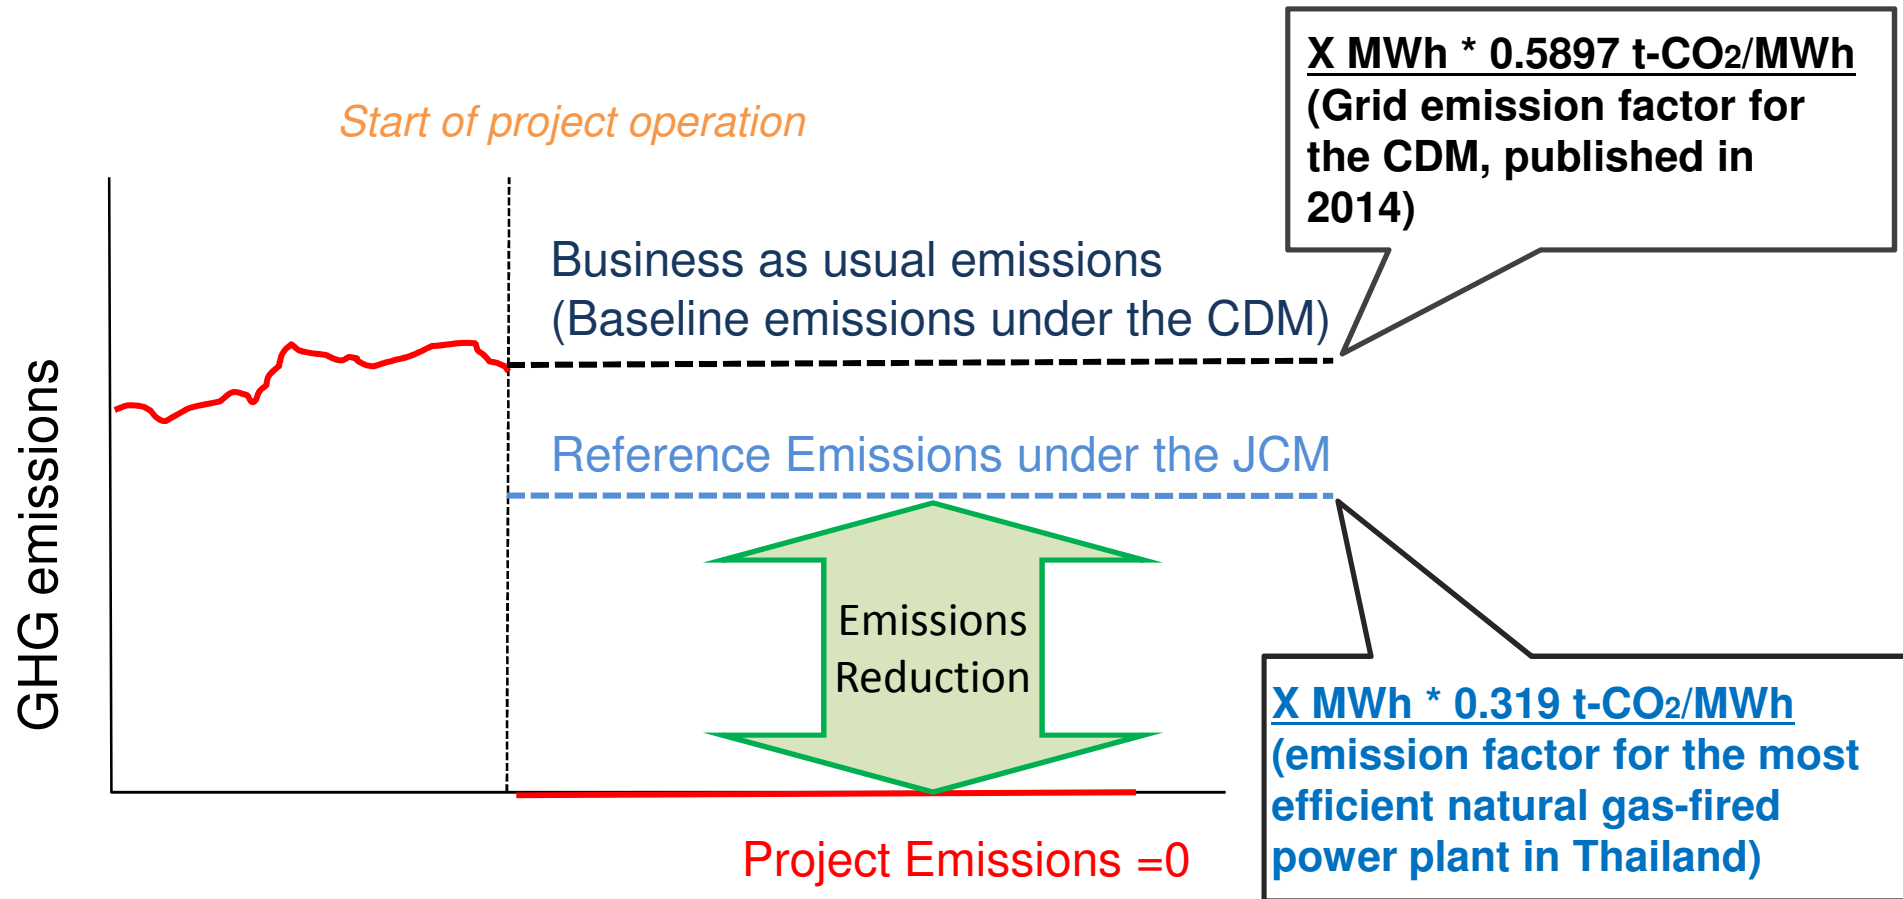 X MWh * 0.5897 t-CO2/MWh
(Grid emission factor for
the CDM, published in
2014)
Start of project operation
Business as usual emissions
(Baseline emissions under the CDM)
GHG emissions
Reference Emissions under the JCM
Emissions
Reduction
X MWh * 0.319 t-CO2/MWh
(emission factor for the most
efficient natural gas-fired
power plant in Thailand)
Project Emissions =0